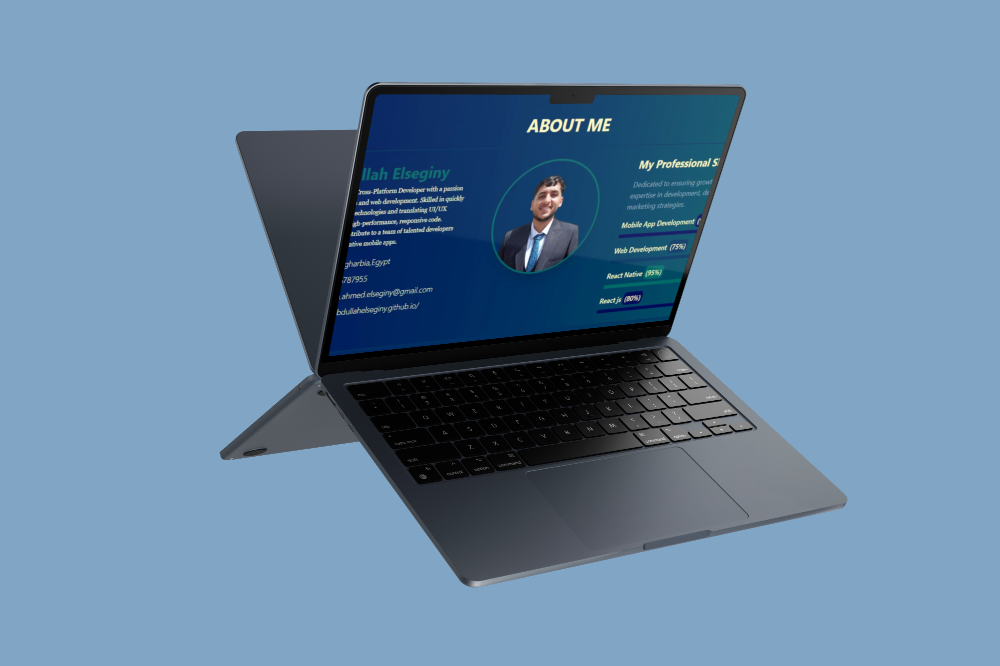 ABOUT ME
llah Elseginy
Cross-Platform Developer with a passion
and web development. Skilled in quickly
echnologies and translating UI/UX
gh-performance, responsive code.
tribute to a team of talented developers
ative mobile apps.
gharbia,Egypt
787955
.ahmed.elseginy@gmail.com
bdullahelseginy.github.io/
My Professional S
Dedicated to ensuring growt
expertise in development, de
marketing strategies.
Mobile App Development (
Web Development (75%)
React Native (95%)
React js (80%)